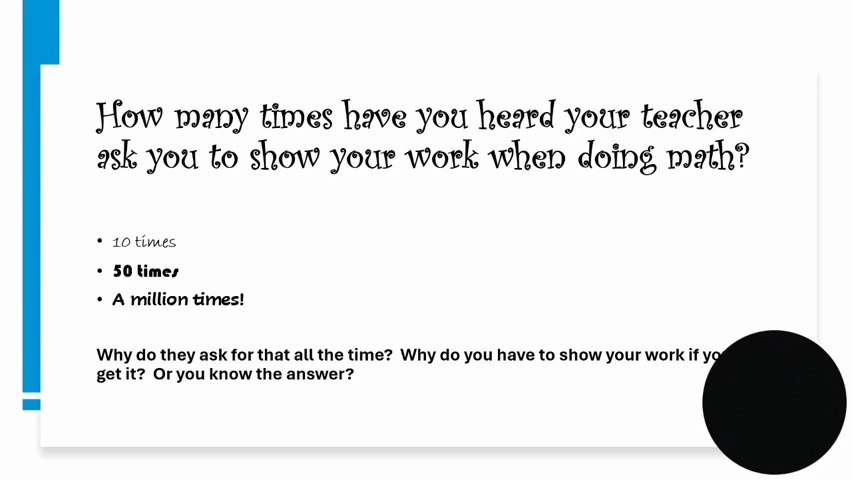 How many times have you heard your teacher
ask you to show your work when doing math?
• 10 times
• 50 times
• A million times!
Why do they ask for that all the time? Why do you have to show your work if
get it? Or you know the answer?